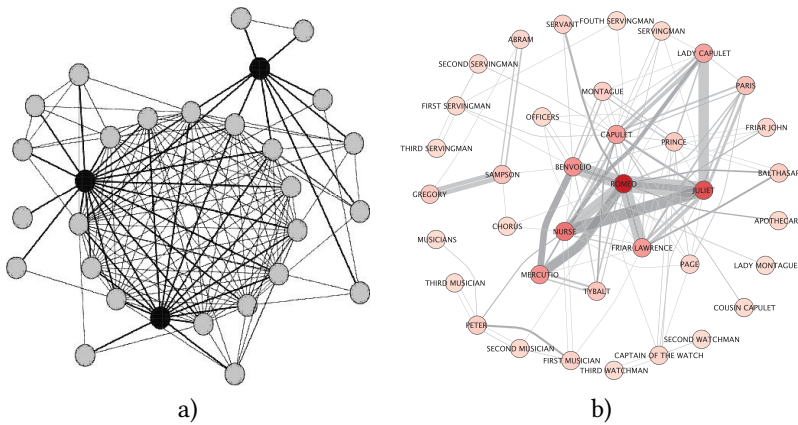 SERVANT
FOUTH SERVINGMAN
SERVINGMAN
ABRAM
LADY CAPULET
SECOND SERVINGMAN
PARIS
MONTAGUE
FIRST SERVINGMAN
OFFICERS
FRIAR JOHN
CAPULET
PRINCE
THIRD SERVINGMAN
BENVOLIO
SAMPSON
BALTHASAR
ROMEO
JULIET
GREGORY
APOTHECAR
CHORUS
NURSE
MUSICIANS
FRIAR LAWRENCE
PAGE
LADY MONTAGUE
MERCUTIO
THIRD MUSICIAN
TYBALT
COUSIN CAPULET
PETER
SECOND WATCHMAN
SECOND MUSICIAN
CAPTAIN OF THE WATCH
FIRST MUSICIAN
THIRD WATCHMAN
a)
b)